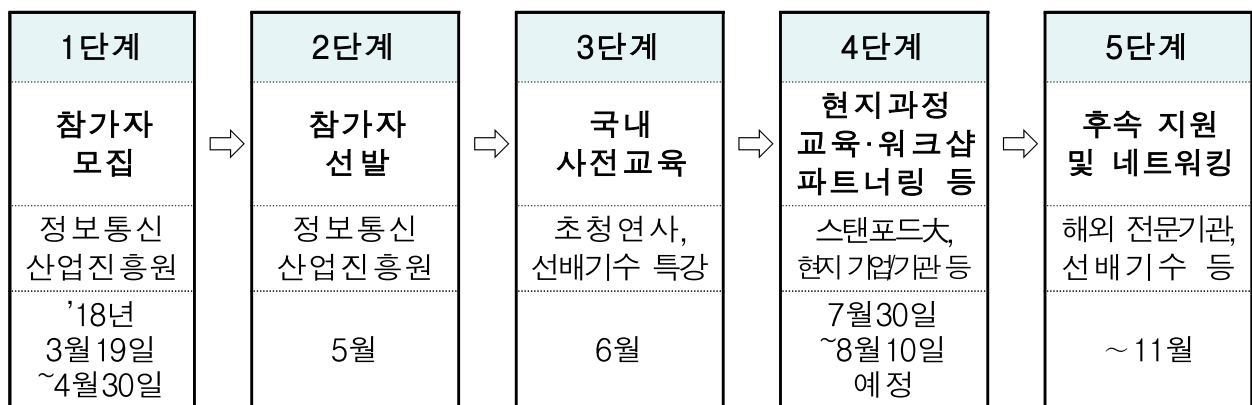 1단계
참가자
모집
정보통신
산업진흥원
’18년
3월19일
~4월30일
⇨
2단계
참가자
선발
정보통신
산업진흥원
5월
⇨
3단계
국내
사전교육
초청연사,
선배기수 특강
6월
⇨
4단계
현지과정
교육·워크샵
파트너링 등
스탠포드大,
현지 기업/기관 등
7월30일
~8월10일
예정
⇨
5단계
후속 지원
및 네트워킹
해외 전문기관,
선배기수 등
~11월